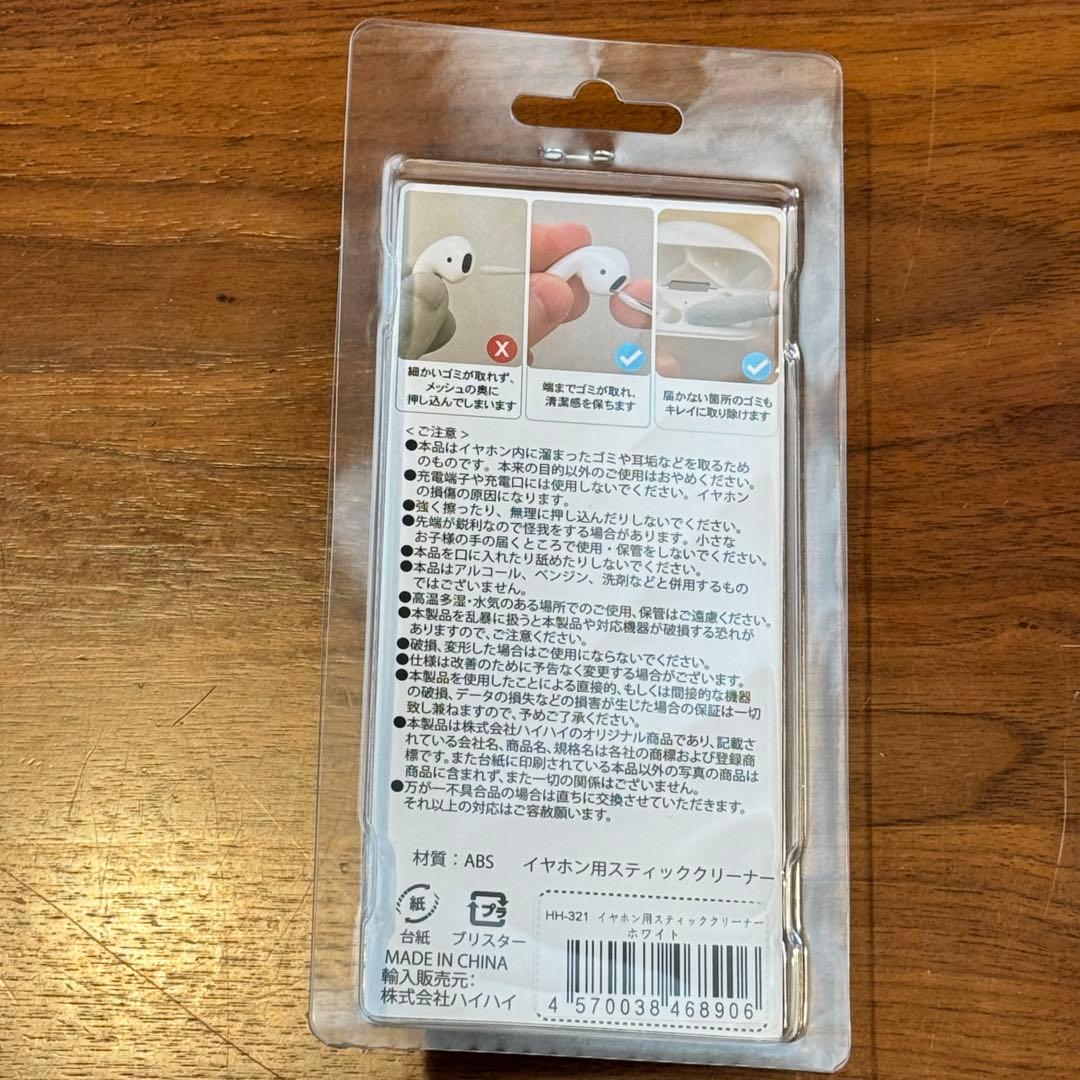 X
細かいゴミが取れず、
メッシュの奥に
押し込んでしまいます
端までゴミが取れ、
清潔感を保ちます
届かない箇所のゴミも
キレイに取り除けます
＜ご注意＞
●本品はイヤホン内に溜まったゴミや耳垢などを取るため
のものです。本来の目的以外のご使用はおやめください。
●充電端子や充電口には使用しないでください。イヤホン
の損傷の原因になります。
●強く擦ったり、無理に押し込んだりしないでください。
●先端が鋭利なので怪我をする場合があります。小さな
お子様の手の届くところで使用・保管をしないでください。
●本品を口に入れたり舐めたりしないでください。
●本品はアルコール、ベンジン、洗剤などと併用するもの
ではございません。
●高温多湿・水気のある場所でのご使用、保管はご遠慮ください。
●本製品を乱暴に扱うと本製品や対応機器が破損する恐れが
ありますので、ご注意ください。
●破損、変形した場合はご使用にならないでください。
●仕様は改善のために予告なく変更する場合がございます。
●本製品を使用したことによる直接的、もしくは間接的な機器
の破損、データの損失などの損害が生じた場合の保証は一切
致し兼ねますので、予めご了承ください。
●本製品は株式会社ハイハイのオリジナル商品であり、記載さ
れている会社名、商品名、規格名は各社の商標および登録商
標です。また台紙に印刷されている本品以外の写真の商品は
商品に含まれず、また一切の関係はございません。
●万が一不具合品の場合は直ちに交換させていただきます。
それ以上の対応はご容赦願います。
材質：ABS イヤホン用スティッククリーナー
紙
台紙
プラ
ブリスター
MADE IN CHINA
輸入販売元：
株式会社ハイハイ
HH-321 イヤホン用スティッククリーナー
ホワイト
4 570038 468906